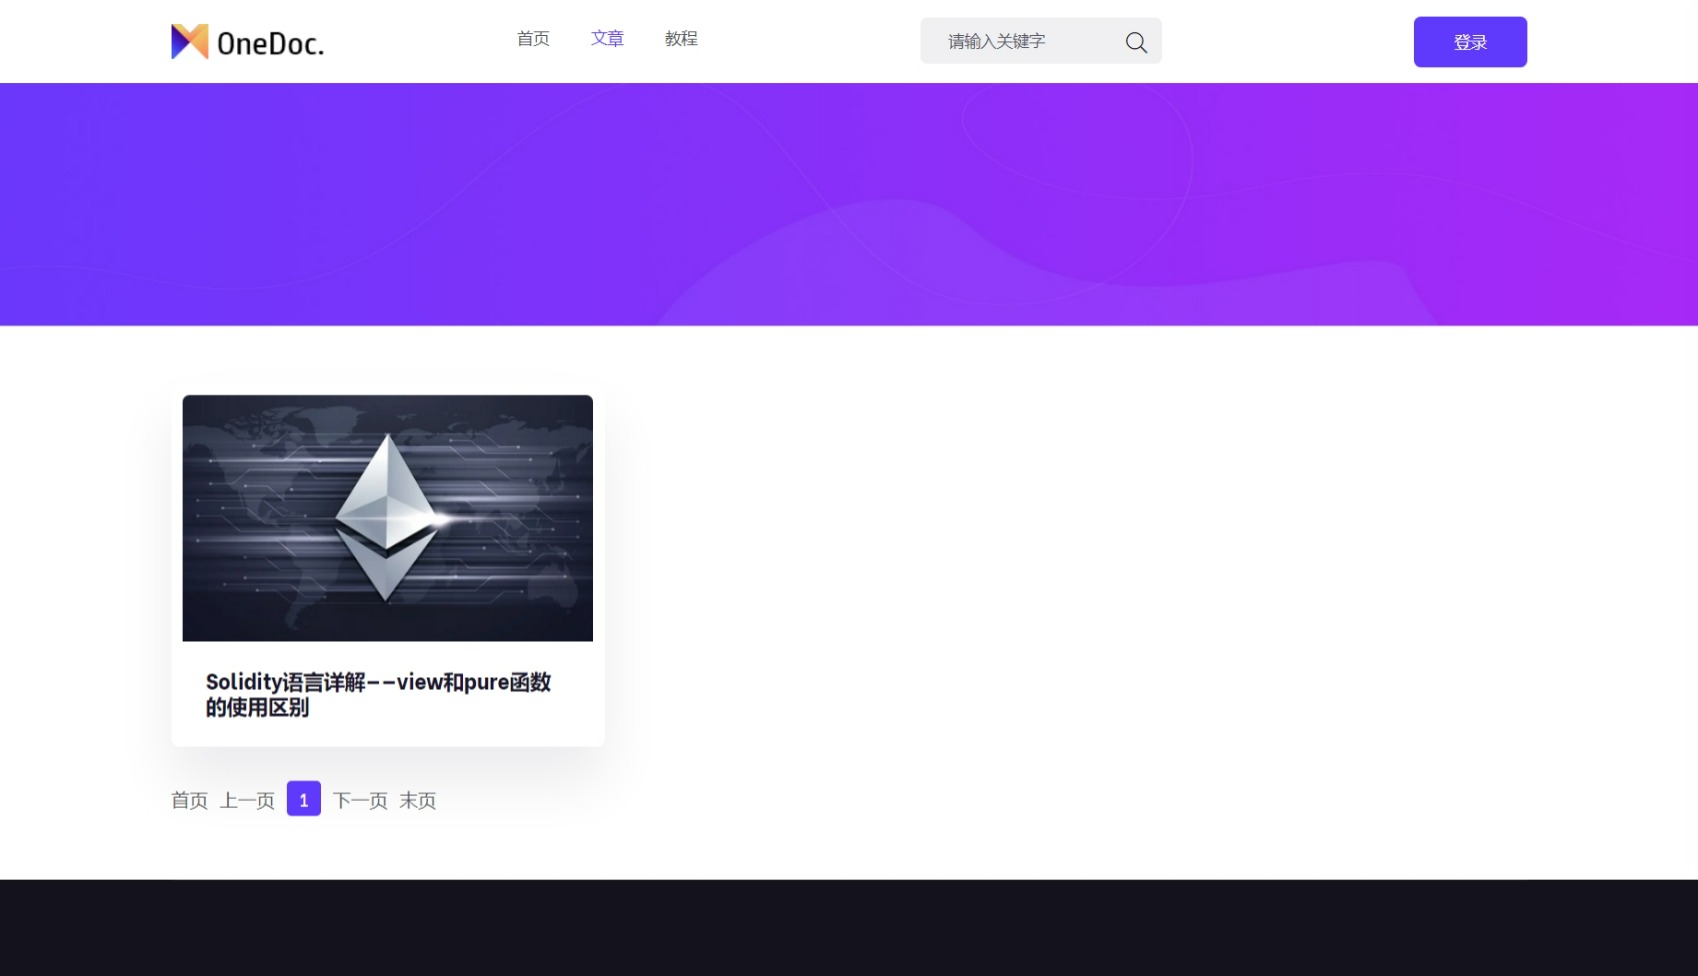 OneDoc.
首页
文章
教程
请输入关键字
登录
Solidity语言详解——view和pure函数
的使用区别
首页 上一页 1 下一页 末页